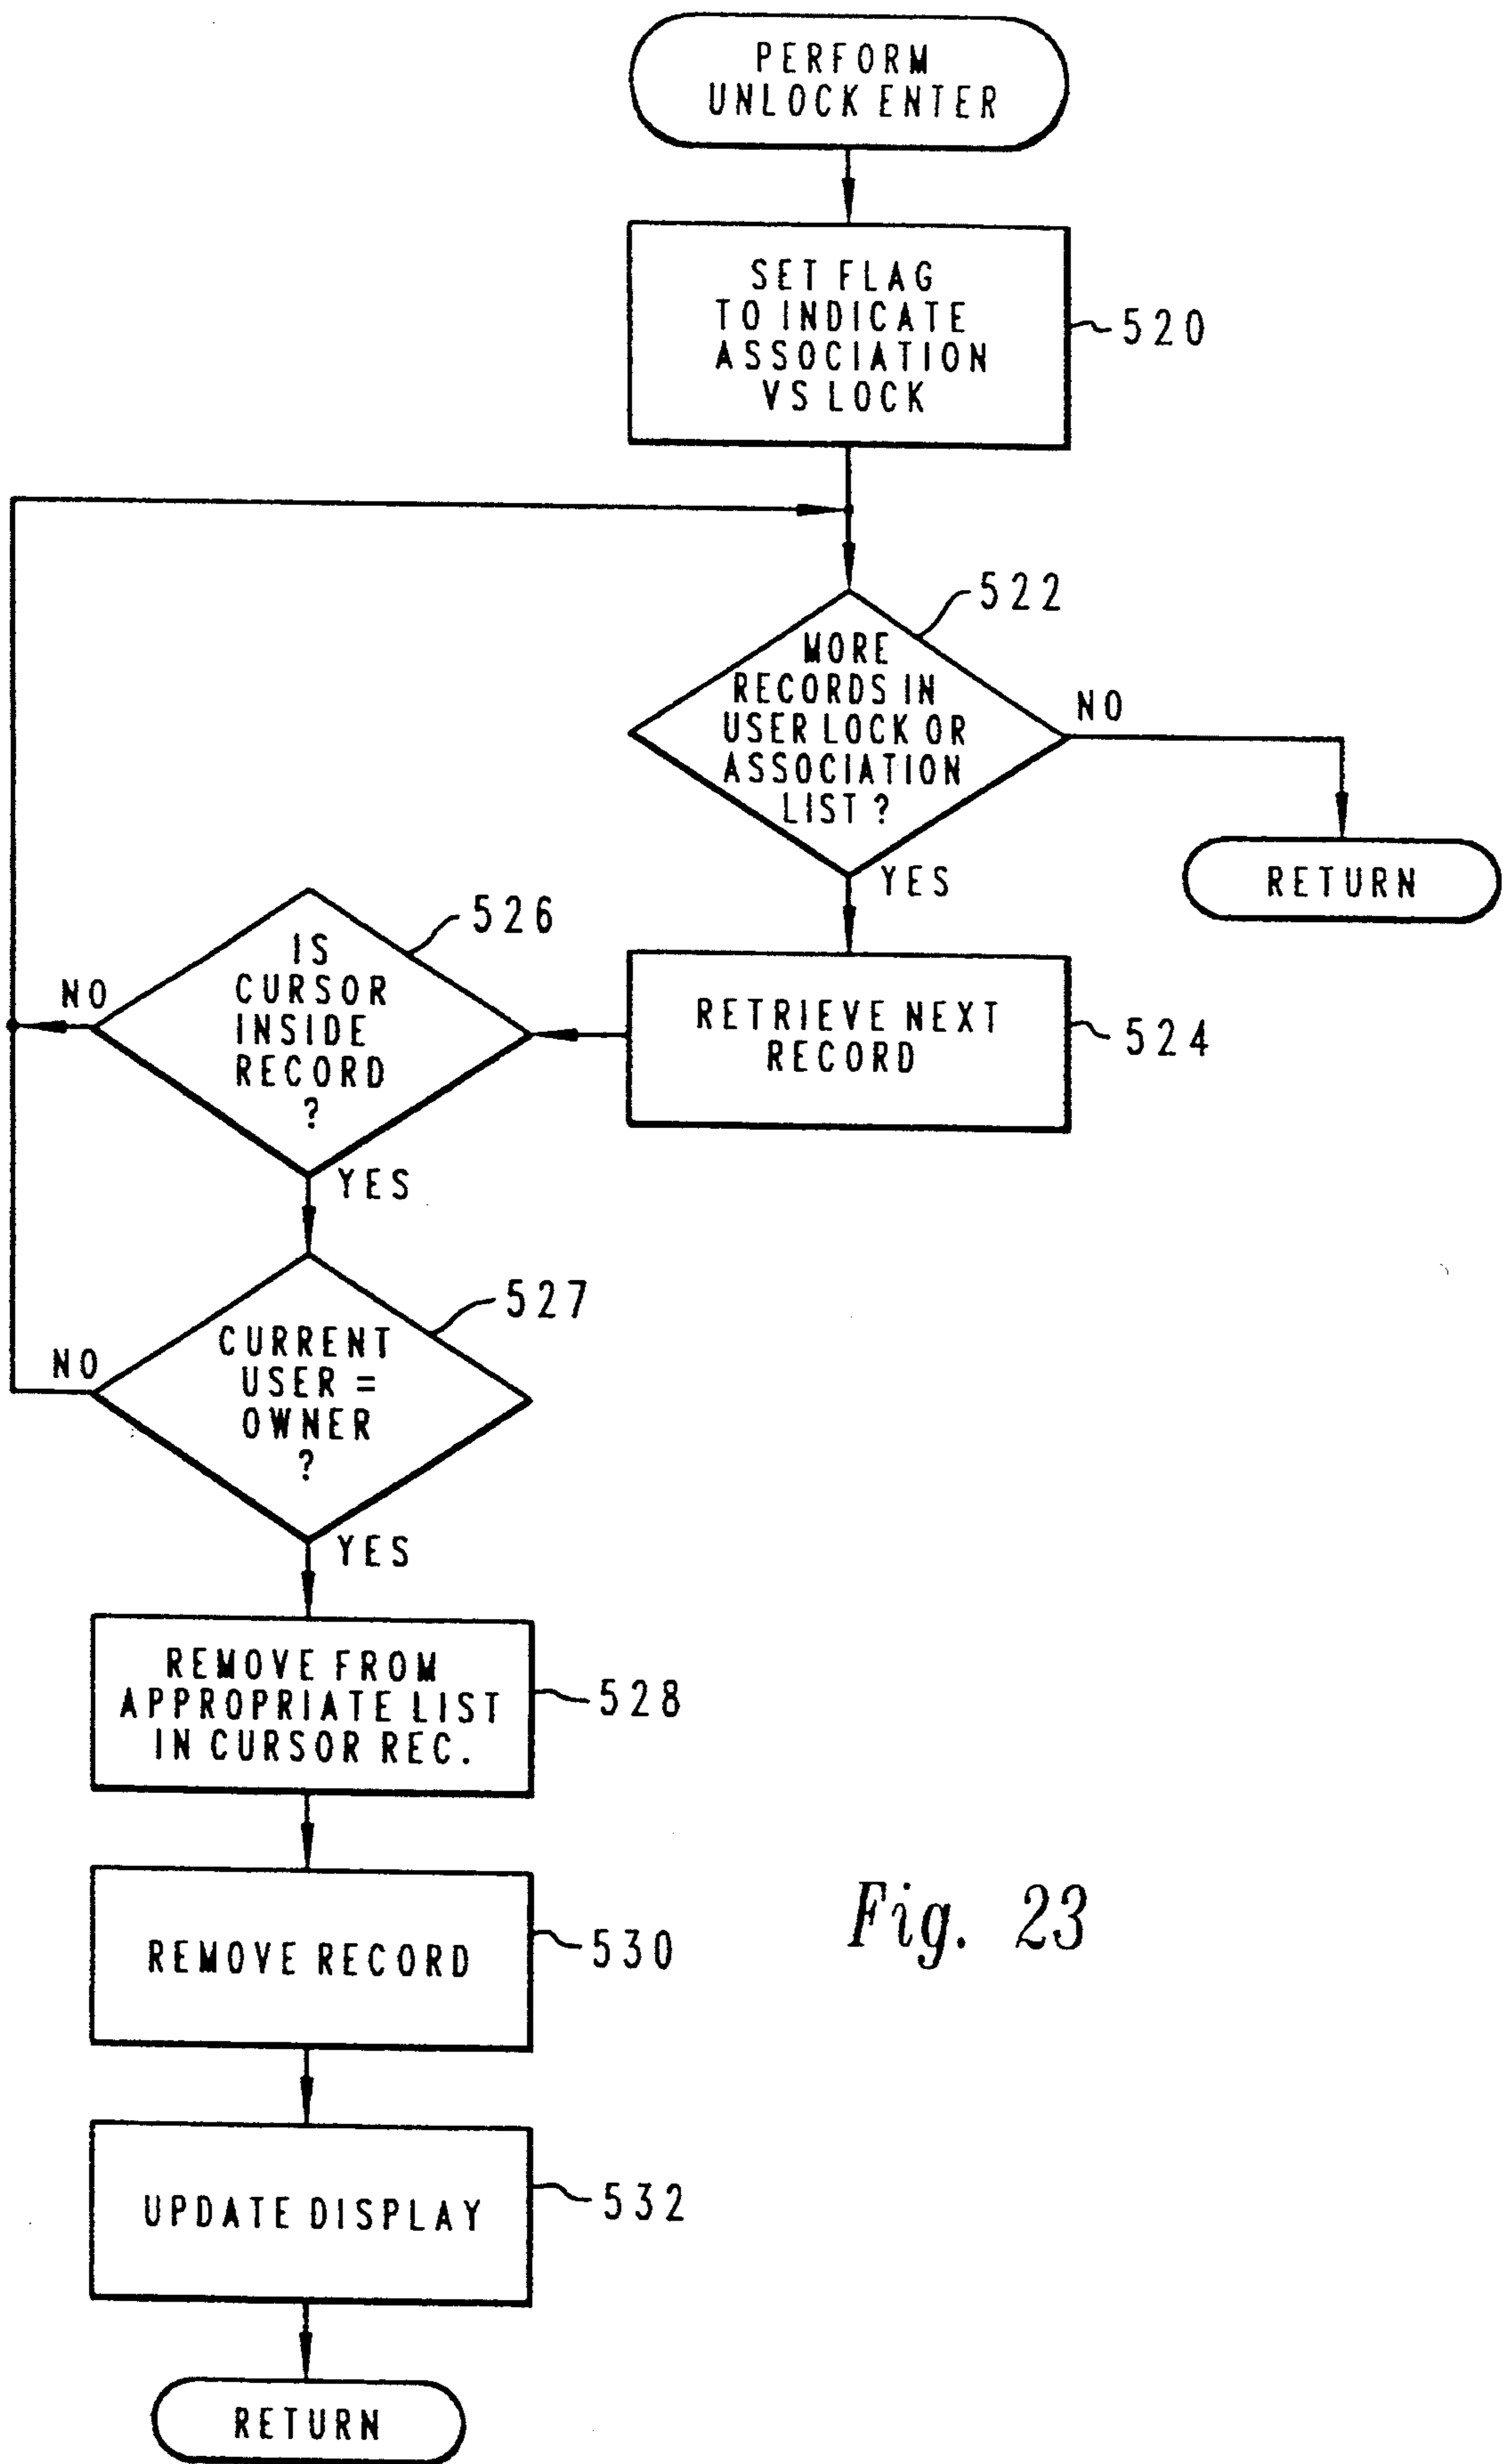 PERFORM
UNLOCK ENTER
SET FLAG
TO INDICATE
ASSOCIATION
VS LOCK
520
522
MORE
RECORDS IN
USER LOCK OR
ASSOCIATION
LIST ?
NO
RETURN
YES
RETRIEVE NEXT
RECORD
524
526
IS
CURSOR
INSIDE
RECORD
?
NO
YES
527
CURRENT
USER =
OWNER
?
NO
YES
REMOVE FROM
APPROPRIATE LIST
IN CURSOR REC.
528
REMOVE RECORD
530
UPDATE DISPLAY
532
RETURN
Fig. 23